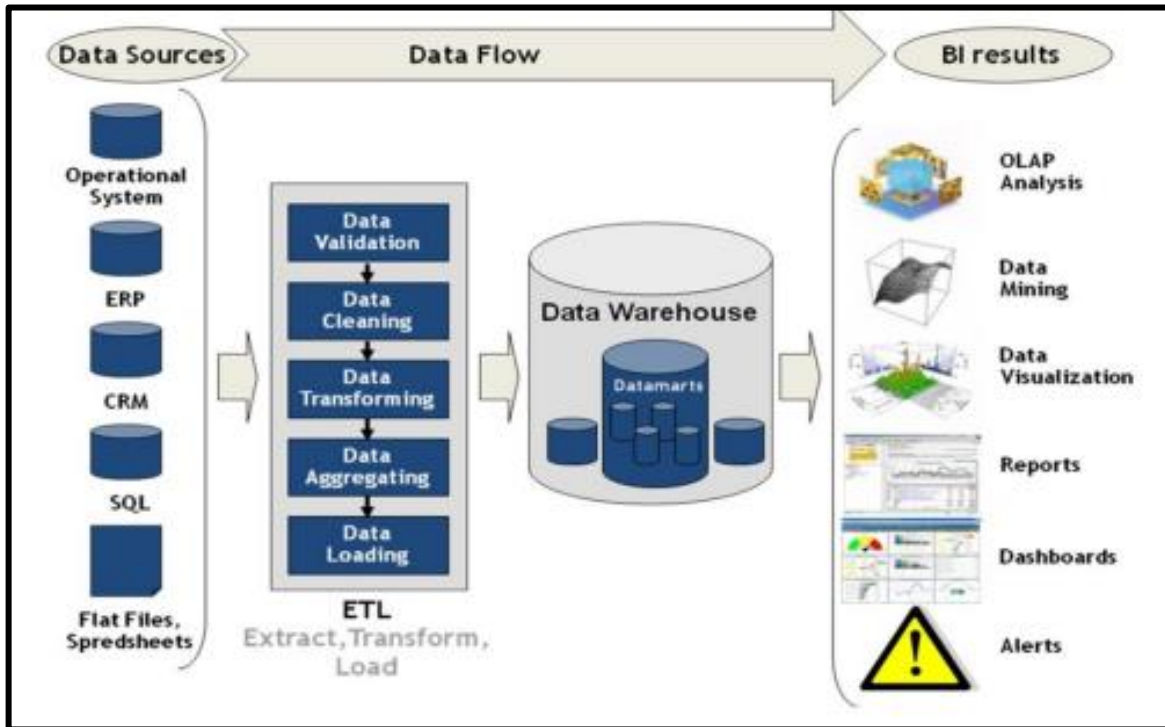 Data Sources
Data Flow
BI results
Operational
System
ERP
CRM
SQL
Flat Files,
Spredsheets
Data
Validation
Data
Cleaning
Data
Transforming
Data
Aggregating
Data
Loading
ETL
Extract,Transform,
Load
Data Warehouse
Datamarts
OLAP
Analysis
Data
Mining
Data
Visualization
Reports
Dashboards
Alerts